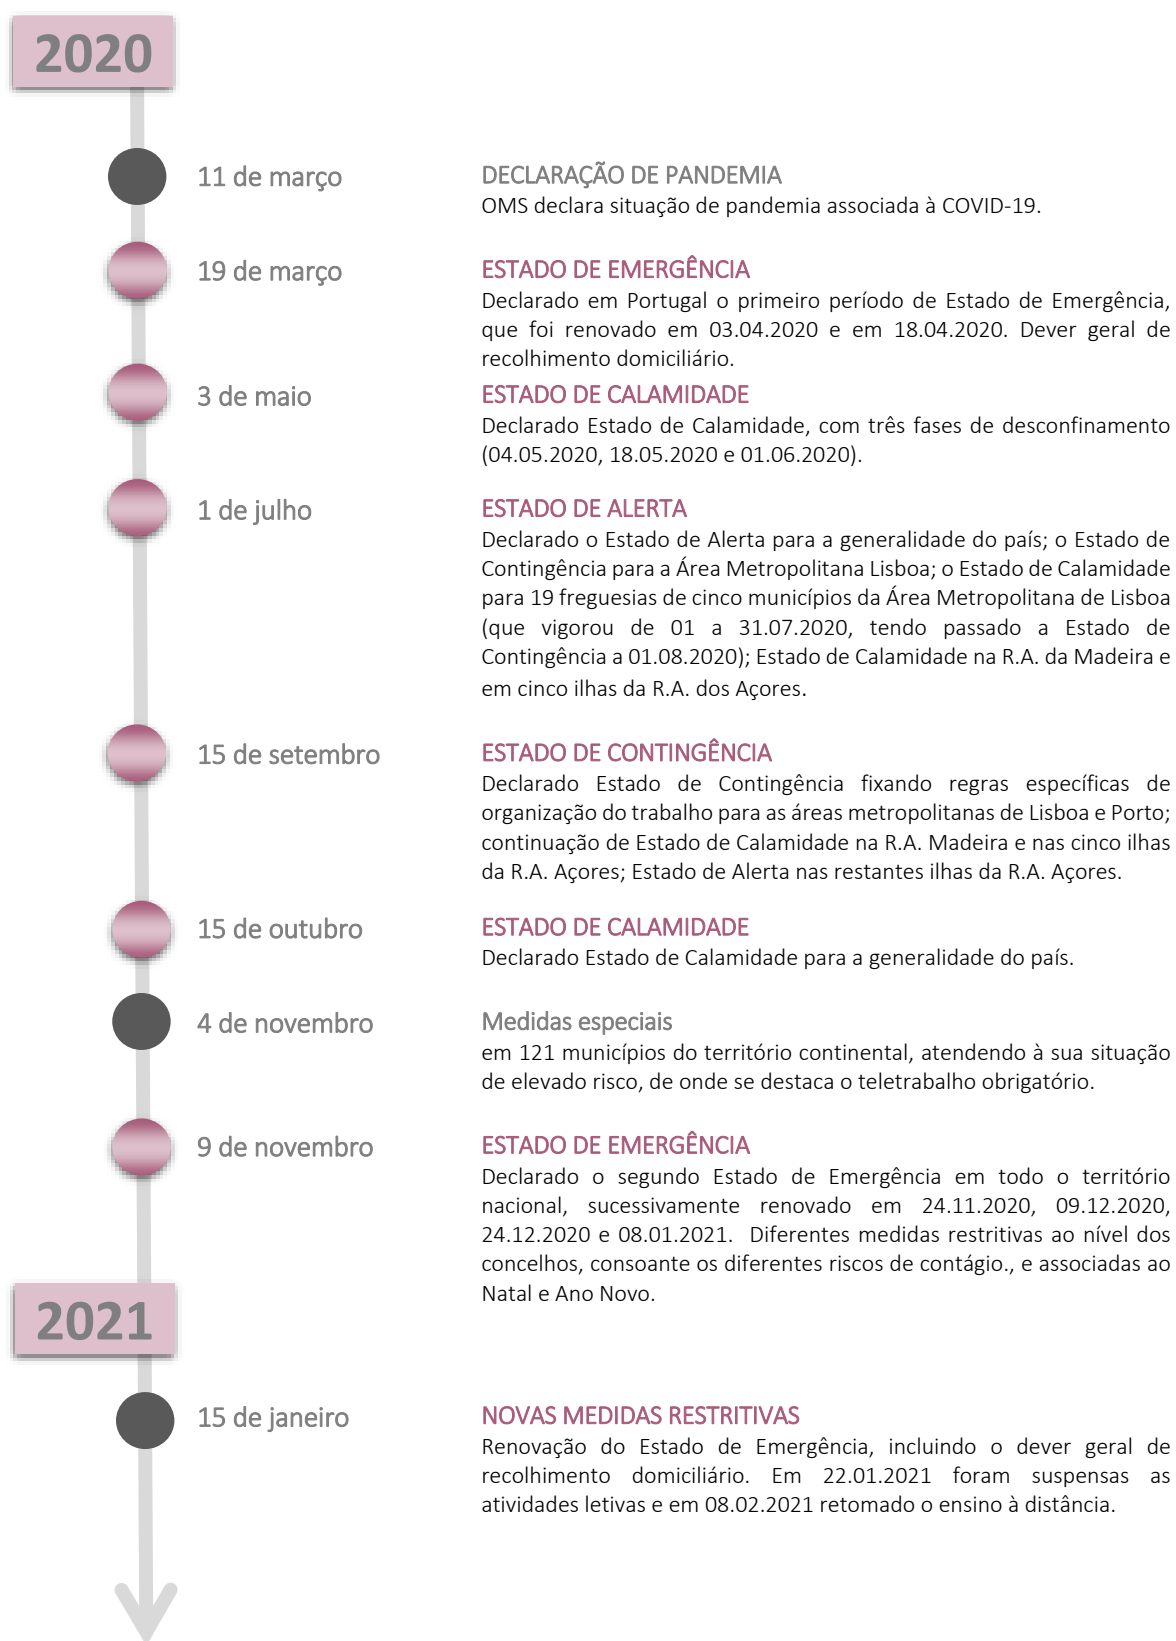 2020
11 de março
DECLARAÇÃO DE PANDEMIA
OMS declara situação de pandemia associada à COVID-19.
19 de março
ESTADO DE EMERGÊNCIA
Declarado em Portugal o primeiro período de Estado de Emergência,
que foi renovado em 03.04.2020 e em 18.04.2020. Dever geral de
recolhimento domiciliário.
3 de maio
ESTADO DE CALAMIDADE
Declarado Estado de Calamidade, com três fases de desconfinamento
(04.05.2020, 18.05.2020 e 01.06.2020).
1 de julho
ESTADO DE ALERTA
Declarado o Estado de Alerta para a generalidade do país; o Estado de
Contingência para a Área Metropolitana Lisboa; o Estado de Calamidade
para 19 freguesias de cinco municípios da Área Metropolitana de Lisboa
(que vigorou de 01 a 31.07.2020, tendo passado a Estado de
Contingência a 01.08.2020); Estado de Calamidade na R.A. da Madeira e
em cinco ilhas da R.A. dos Açores.
15 de setembro
ESTADO DE CONTINGÊNCIA
Declarado Estado de Contingência fixando regras específicas de
organização do trabalho para as áreas metropolitanas de Lisboa e Porto;
continuação de Estado de Calamidade na R.A. Madeira e nas cinco ilhas
da R.A. Açores; Estado de Alerta nas restantes ilhas da R.A. Açores.
15 de outubro
ESTADO DE CALAMIDADE
Declarado Estado de Calamidade para a generalidade do país.
4 de novembro
Medidas especiais
em 121 municípios do território continental, atendendo à sua situação
de elevado risco, de onde se destaca o teletrabalho obrigatório.
9 de novembro
ESTADO DE EMERGÊNCIA
Declarado o segundo Estado de Emergência em todo o território
nacional, sucessivamente renovado em 24.11.2020, 09.12.2020,
24.12.2020 e 08.01.2021. Diferentes medidas restritivas ao nível dos
concelhos, consoante os diferentes riscos de contágio., e associadas ao
Natal e Ano Novo.
2021
15 de janeiro
NOVAS MEDIDAS RESTRITIVAS
Renovação do Estado de Emergência, incluindo o dever geral de
recolhimento domiciliário. Em 22.01.2021 foram suspensas as
atividades letivas e em 08.02.2021 retomado o ensino à distância.